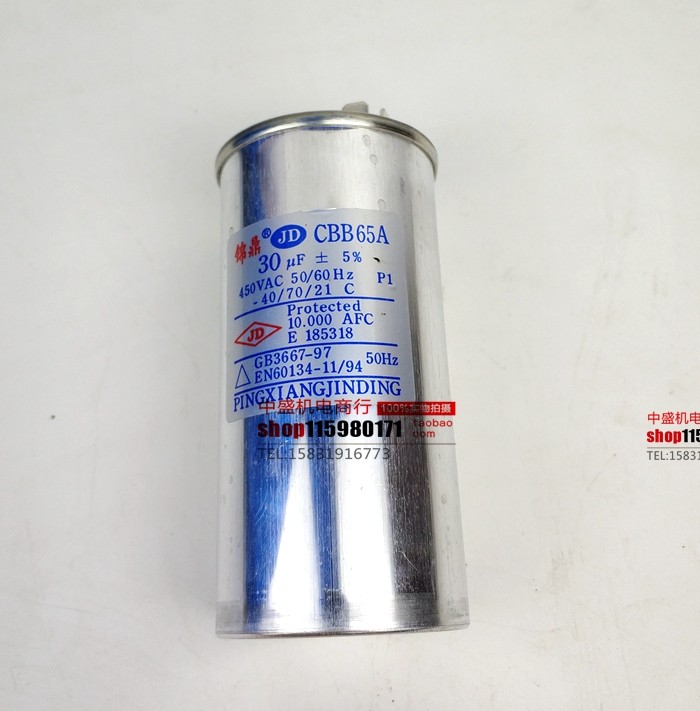 锦鼎® JD CBB65A
30 µF ± 5%
450VAC 50/60Hz P1
-40/70/21 C
Protected
10.000 AFC
JD E 185318
GB3667-97 50Hz
EN60134-11/94
PINGXIANGJINDING
中盛机电商行 100%实物拍摄
shop115980171 taobao
.com
TEL:15831916773
中盛机电
shop115
TEL:1583